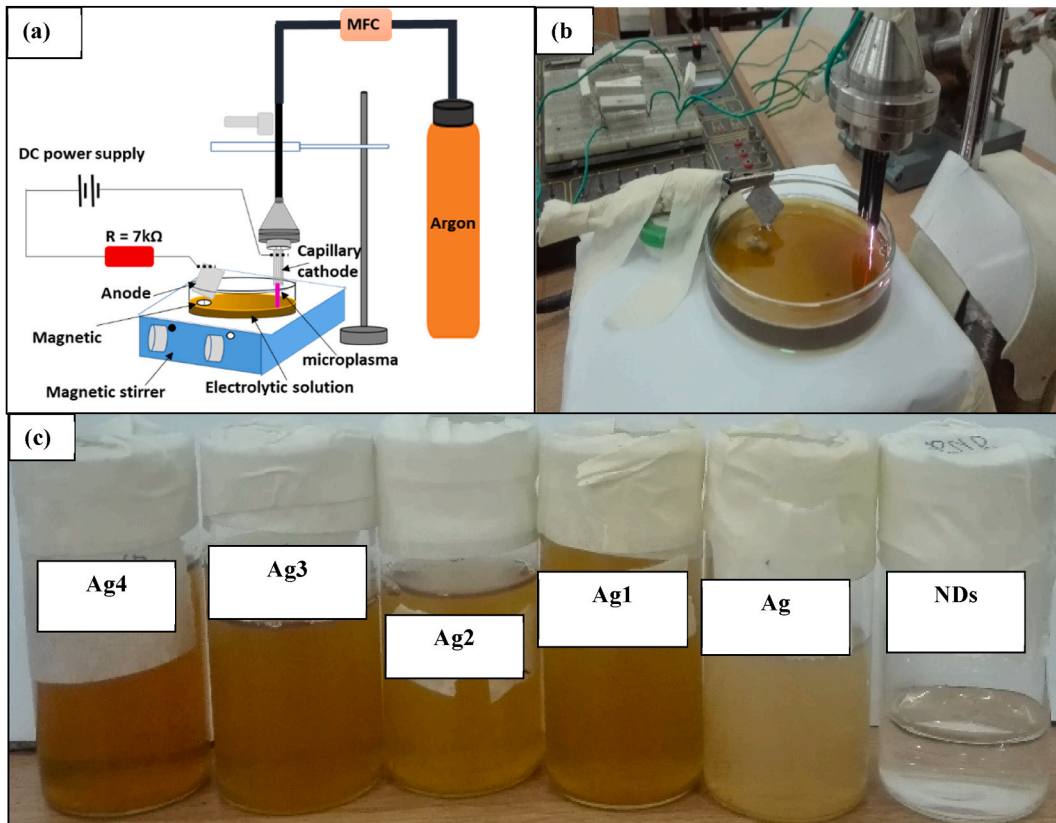 (a)
MFC
DC power supply
R = 7kΩ
Argon
Capillary
cathode
Anode
Magnetic
microplasma
Electrolytic solution
Magnetic stirrer
(b)
(c)
Ag4
Ag3
Ag2
Ag1
Ag
NDs